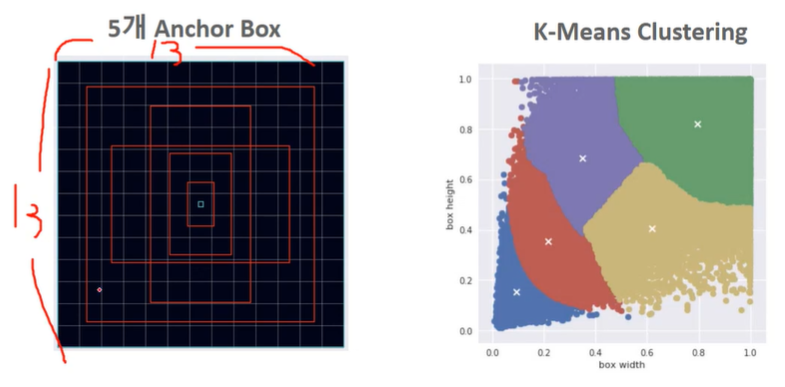 5개 Anchor Box
13
13
K-Means Clustering
1.0
0.8
0.6
0.4
0.2
0.0
box height
0.0 0.2 0.4 0.6 0.8 1.0
box width